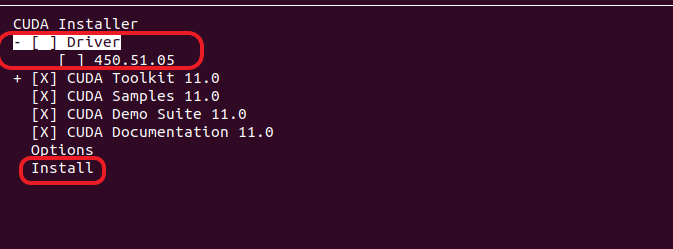 CUDA Installer
- [ ] Driver
[ ] 450.51.05
+ [X] CUDA Toolkit 11.0
[X] CUDA Samples 11.0
[X] CUDA Demo Suite 11.0
[X] CUDA Documentation 11.0
Options
Install